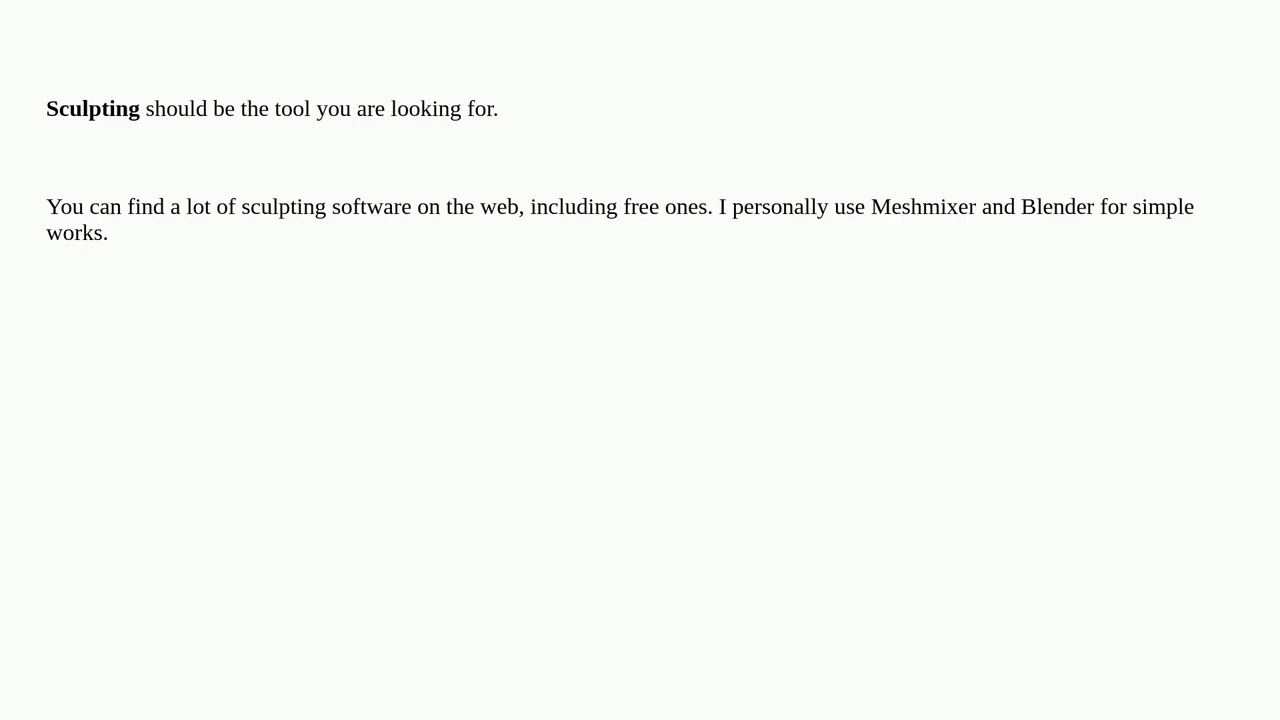 Sculpting should be the tool you are looking for.
You can find a lot of sculpting software on the web, including free ones. I personally use Meshmixer and Blender for simple
works.